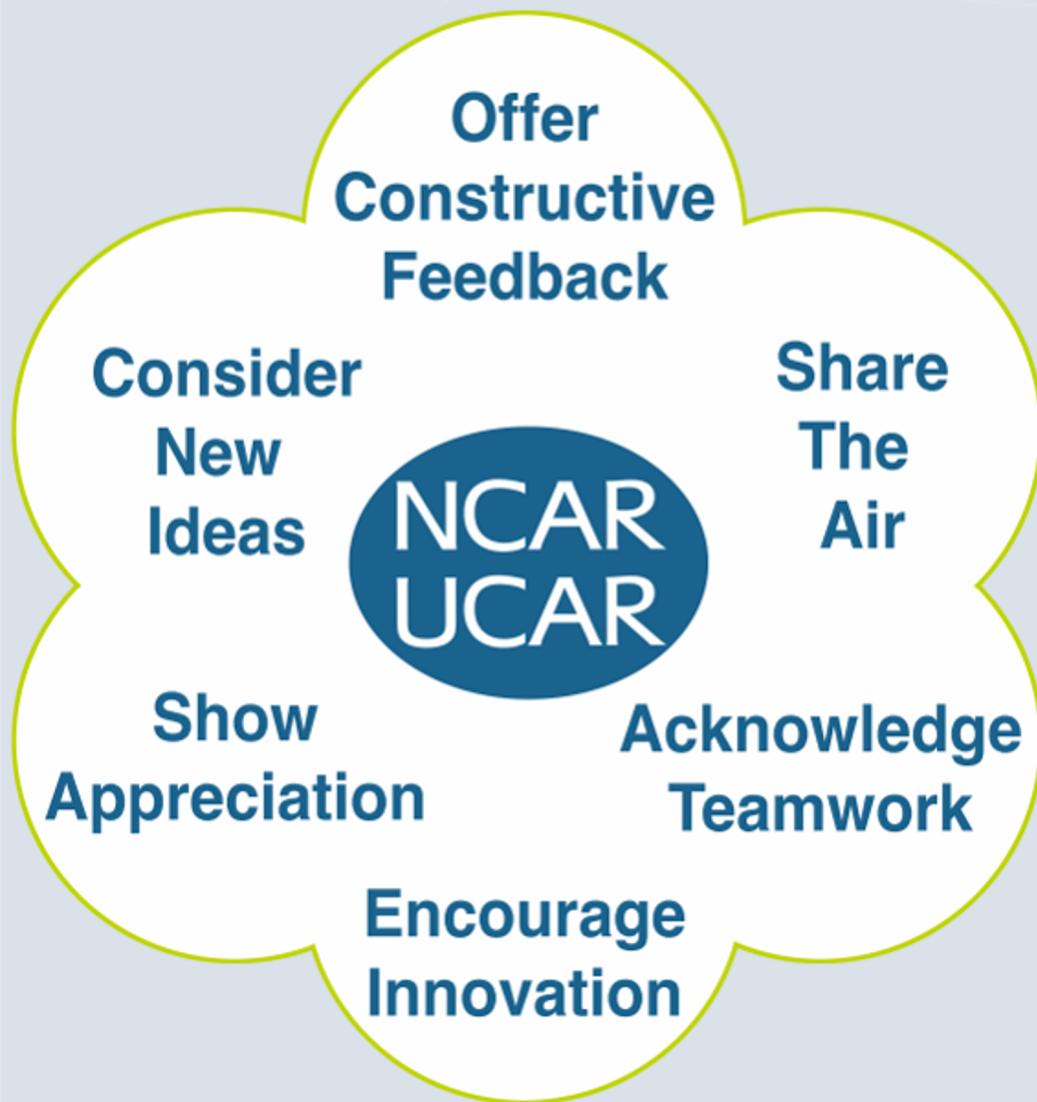 Offer
Constructive
Feedback
Share
The
Air
Acknowledge
Teamwork
Encourage
Innovation
Show
Appreciation
Consider
New
Ideas
NCAR
UCAR